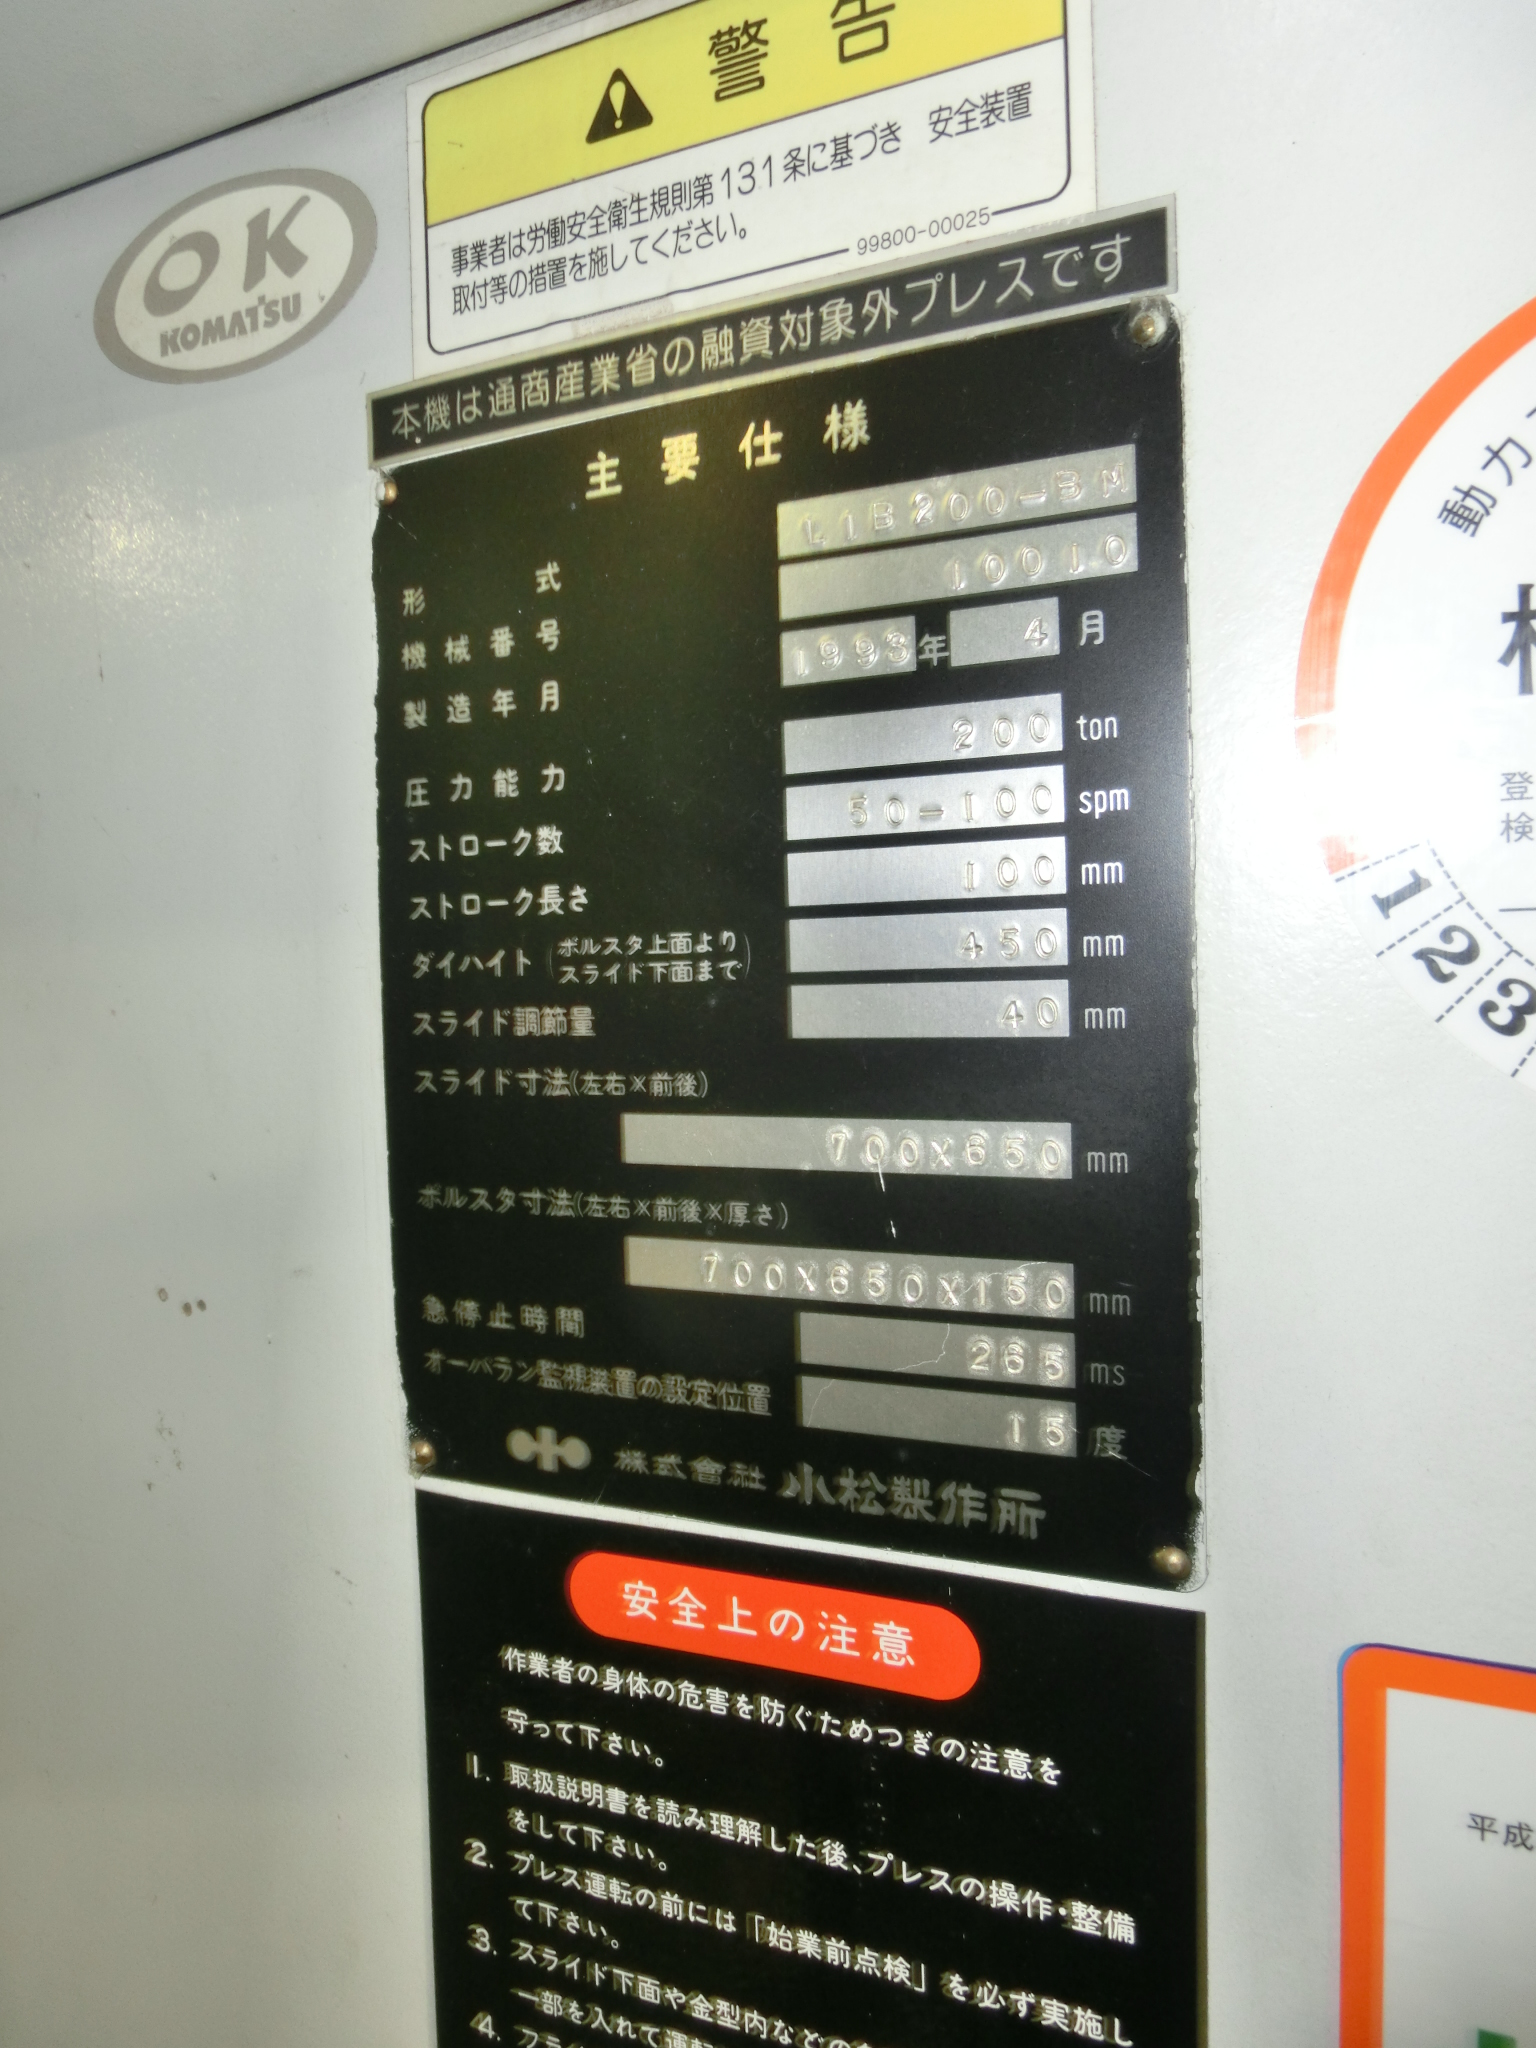 警告
事業者は労働安全衛生規則第131条に基づき 安全装置
取付等の措置を施してください。
99800-00025
OK
KOMATSU
本機は通商産業省の融資対象外プレスです
主要仕様
形式 L1B200-BM
機械番号 10010
製造年月 1993年 4月
圧力能力 200 ton
ストローク数 50-100 spm
ストローク長さ 100 mm
ダイハイト(ボルスタ上面より
スライド下面まで) 450 mm
スライド調節量 40 mm
スライド寸法(左右×前後)
700X650 mm
ボルスタ寸法(左右×前後×厚さ)
700X650X150 mm
急停止時間 265 ms
オーバラン監視装置の設定位置 15 度
株式會社 小松製作所
安全上の注意
作業者の身体の危害を防ぐためつぎの注意を
守って下さい。
1. 取扱説明書を読み理解した後、プレスの操作・整備
をして下さい。
2. プレス運転の前には「始業前点検」を必ず実施し
て下さい。
3. スライド下面や金型内などの
一部を入れて運転
4. スライ
動力
登
検
1 2 3
平成